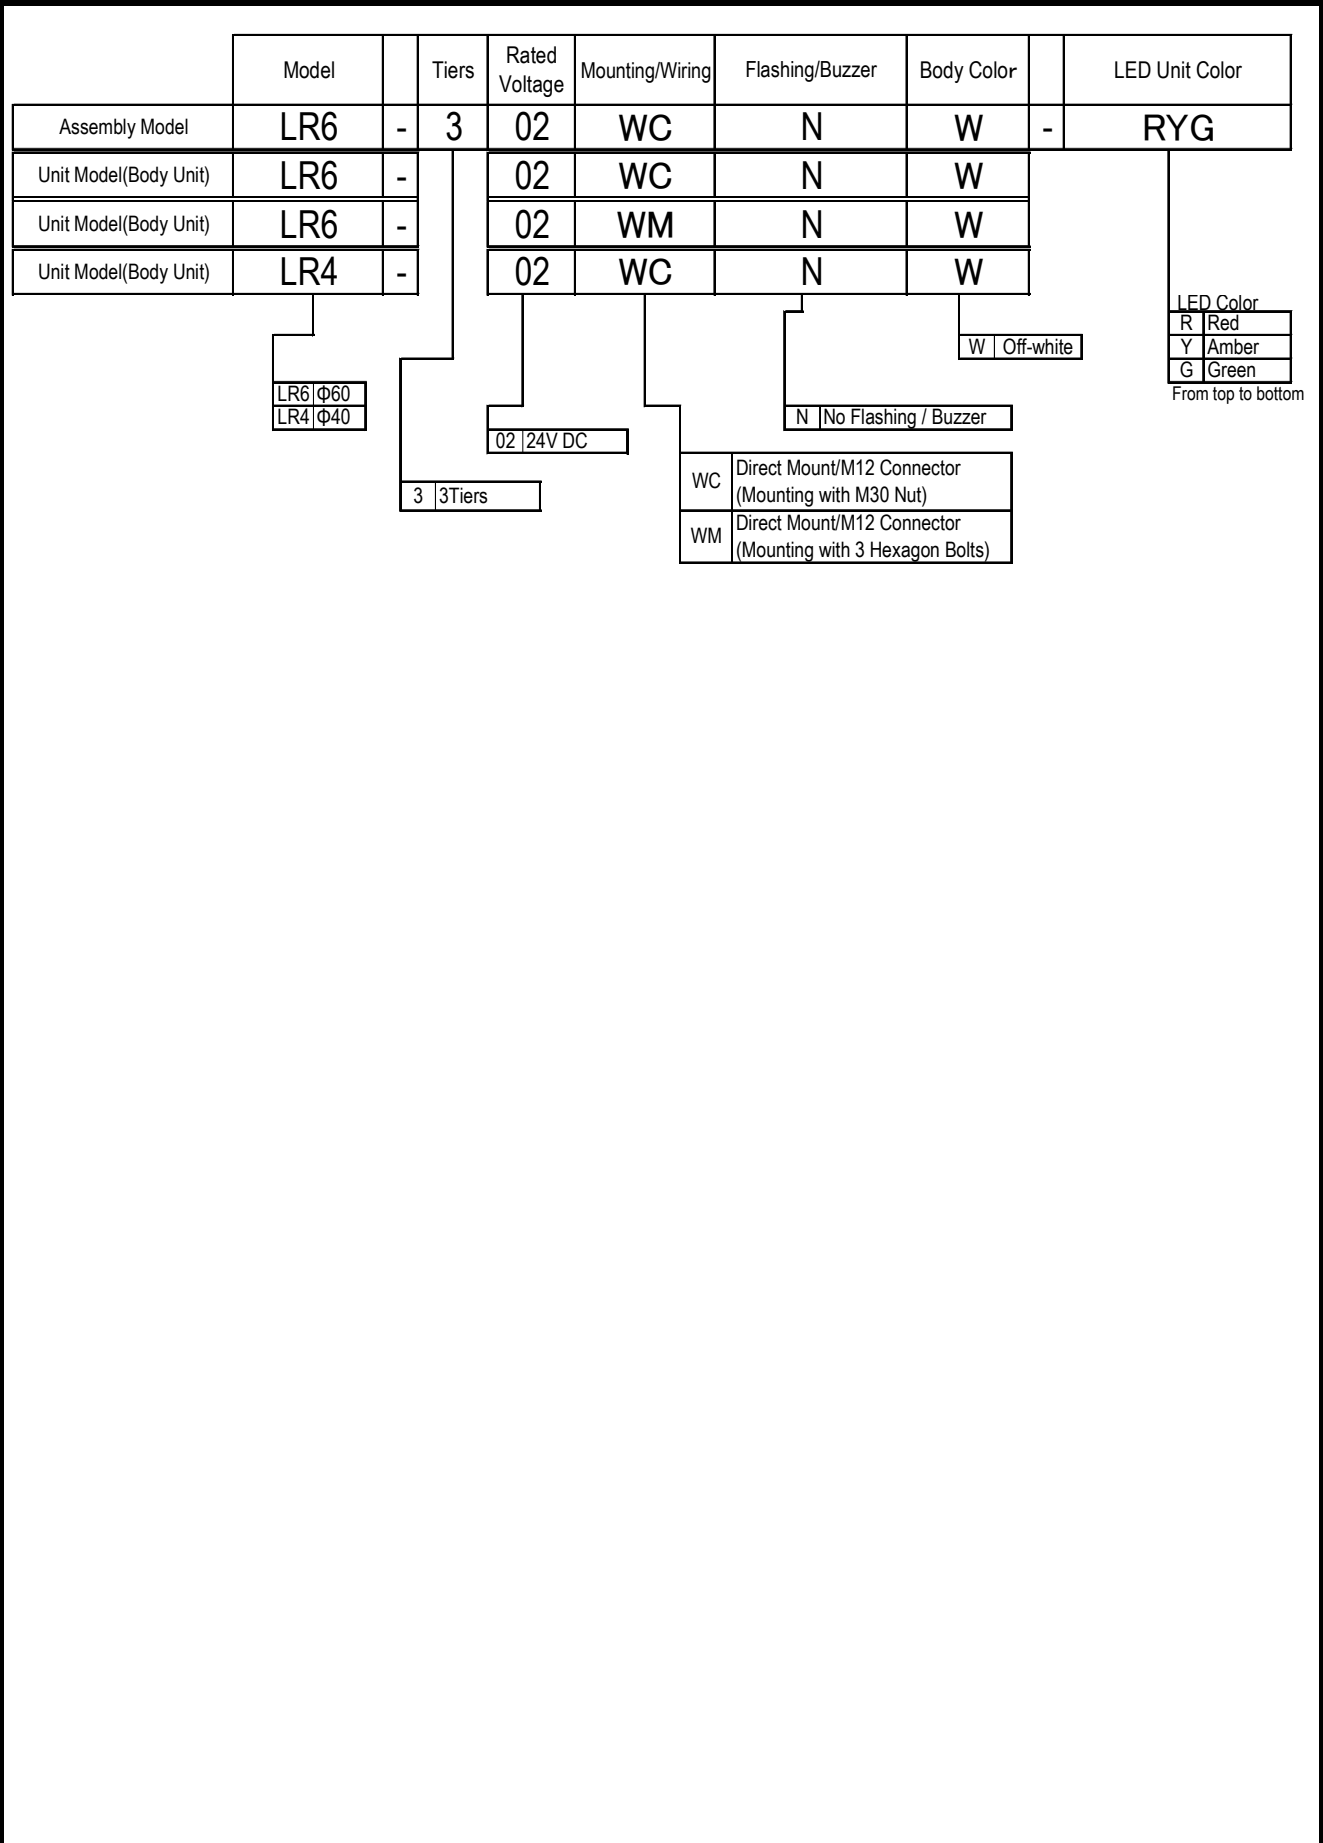 Model Tiers Rated Voltage Mounting/Wiring Flashing/Buzzer Body Color LED Unit Color
Assembly Model LR6 - 3 02 WC N W - RYG
Unit Model(Body Unit) LR6 - 02 WC N W
Unit Model(Body Unit) LR6 - 02 WM N W
Unit Model(Body Unit) LR4 - 02 WC N W
LR6 Φ60
LR4 Φ40
3 3Tiers
02 24V DC
WC Direct Mount/M12 Connector
(Mounting with M30 Nut)
WM Direct Mount/M12 Connector
(Mounting with 3 Hexagon Bolts)
N No Flashing / Buzzer
W Off-white
LED Color
R Red
Y Amber
G Green
From top to bottom